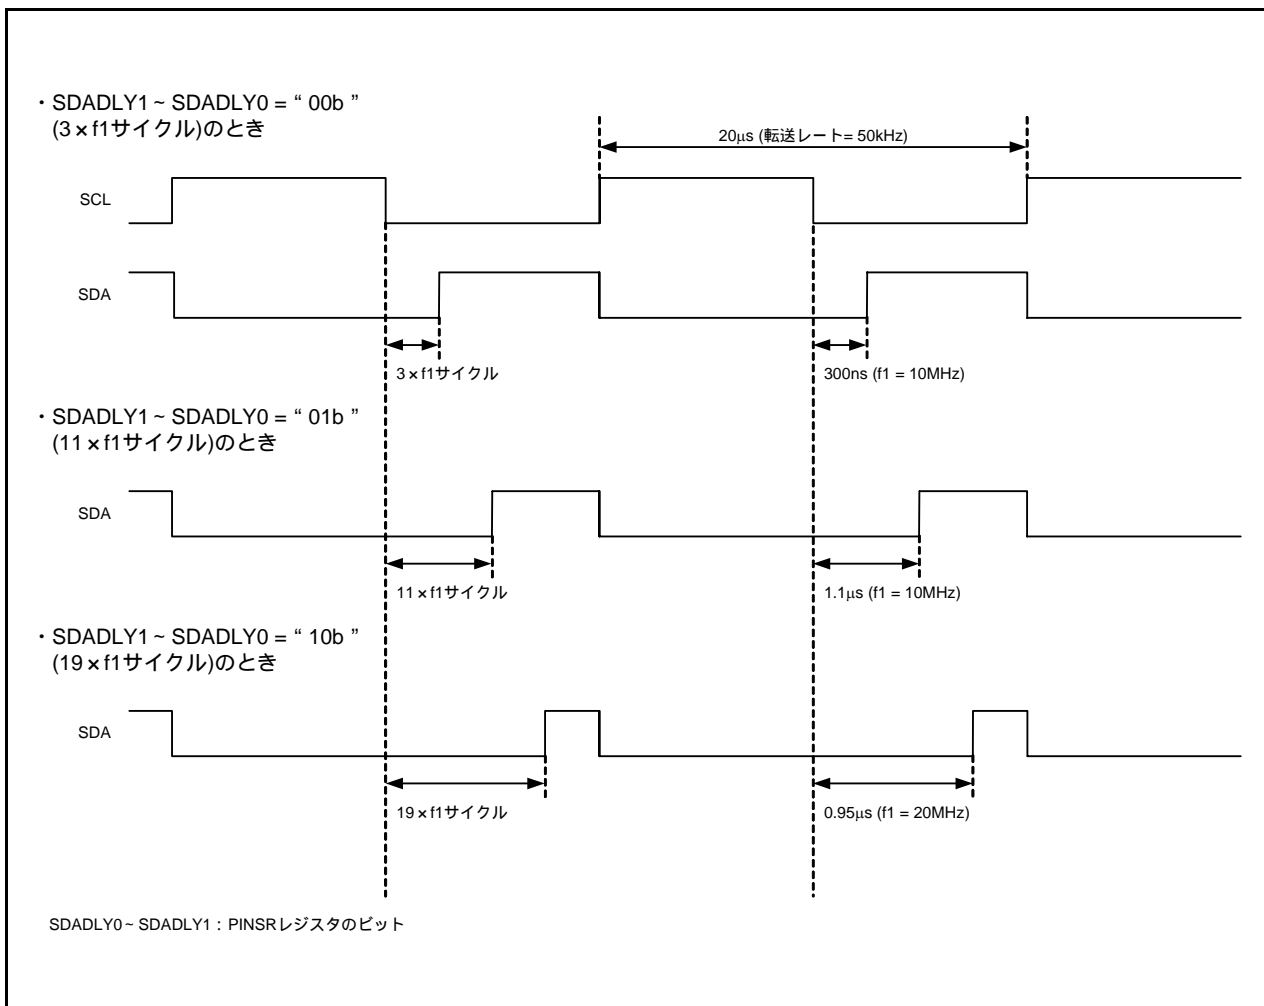 ・SDADLY1 ~ SDADLY0 = “ 00b ”
(3×f1サイクル)のとき
20μs (転送レート= 50kHz)
SCL
SDA
3×f1サイクル
300ns (f1 = 10MHz)
・SDADLY1 ~ SDADLY0 = “ 01b ”
(11×f1サイクル)のとき
SDA
11×f1サイクル
1.1μs (f1 = 10MHz)
・SDADLY1 ~ SDADLY0 = “ 10b ”
(19×f1サイクル)のとき
SDA
19×f1サイクル
0.95μs (f1 = 20MHz)
SDADLY0 ~ SDADLY1 : PINSRレジスタのビット